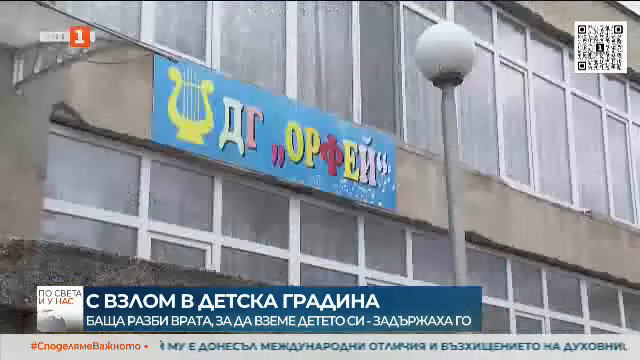 БНТ 1
ДГ „ОРФЕЙ“
ПО СВЕТА
И У НАС
С ВЗЛОМ В ДЕТСКА ГРАДИНА
БАЩА РАЗБИ ВРАТА, ЗА ДА ВЗЕМЕ ДЕТЕТО СИ - ЗАДЪРЖАХА ГО
#СподелямеВажното
Й МУ Е ДОНЕСЪЛ МЕЖДУНАРОДНИ ОТЛИЧИЯ И ВЪЗХИЩЕНИЕТО НА ДУХОВНИ